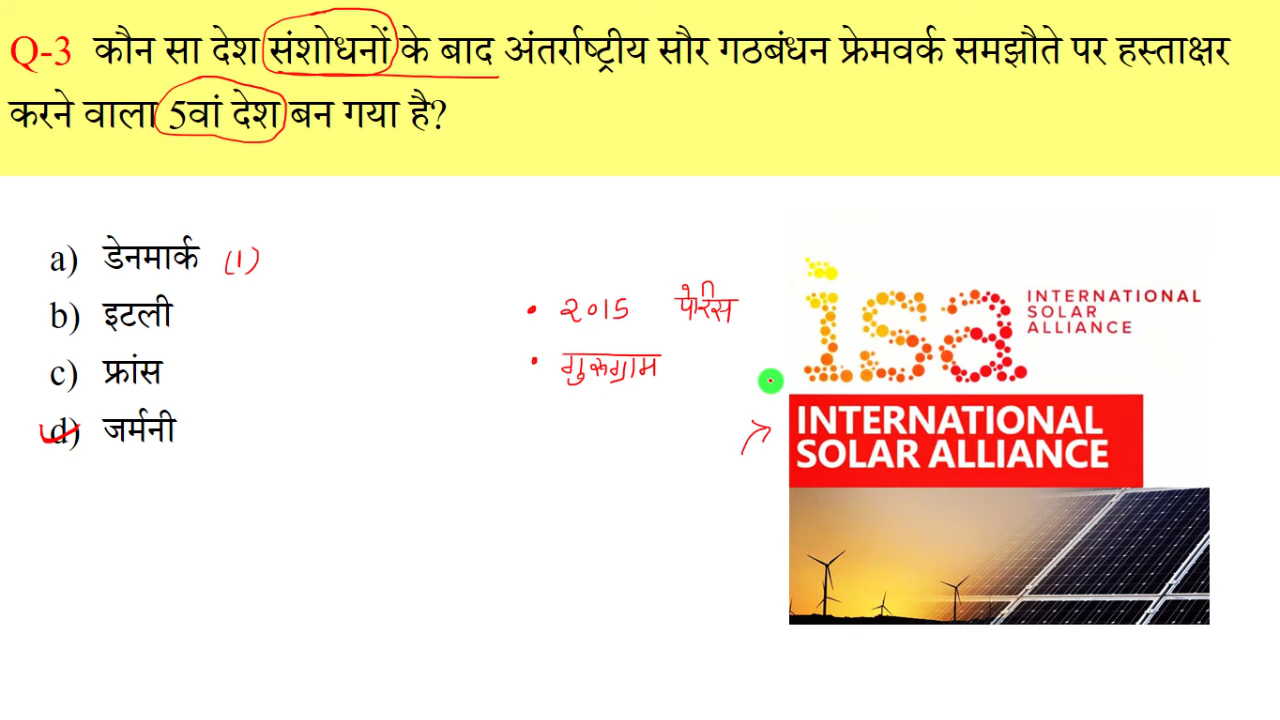 Q-3 कौन सा देश संशोधनों के बाद अंतर्राष्ट्रीय सौर गठबंधन फ्रेमवर्क समझौते पर हस्ताक्षर
करने वाला 5वां देश बन गया है?
a) डेनमार्क (1)
b) इटली
c) फ्रांस
d) जर्मनी
• २०15 पेरिस
• गुरुग्राम
isa
INTERNATIONAL
SOLAR
ALLIANCE
INTERNATIONAL
SOLAR ALLIANCE